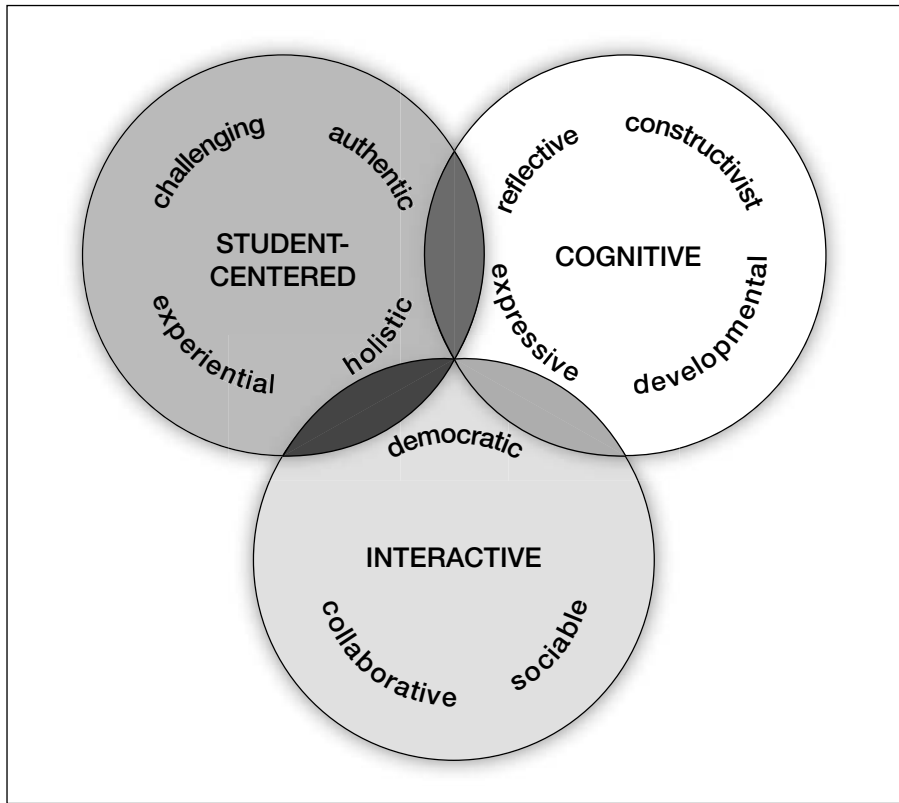 challenging
authentic
STUDENT-
CENTERED
experiential
holistic
reflective
constructivist
COGNITIVE
expressive
developmental
democratic
INTERACTIVE
collaborative
sociable